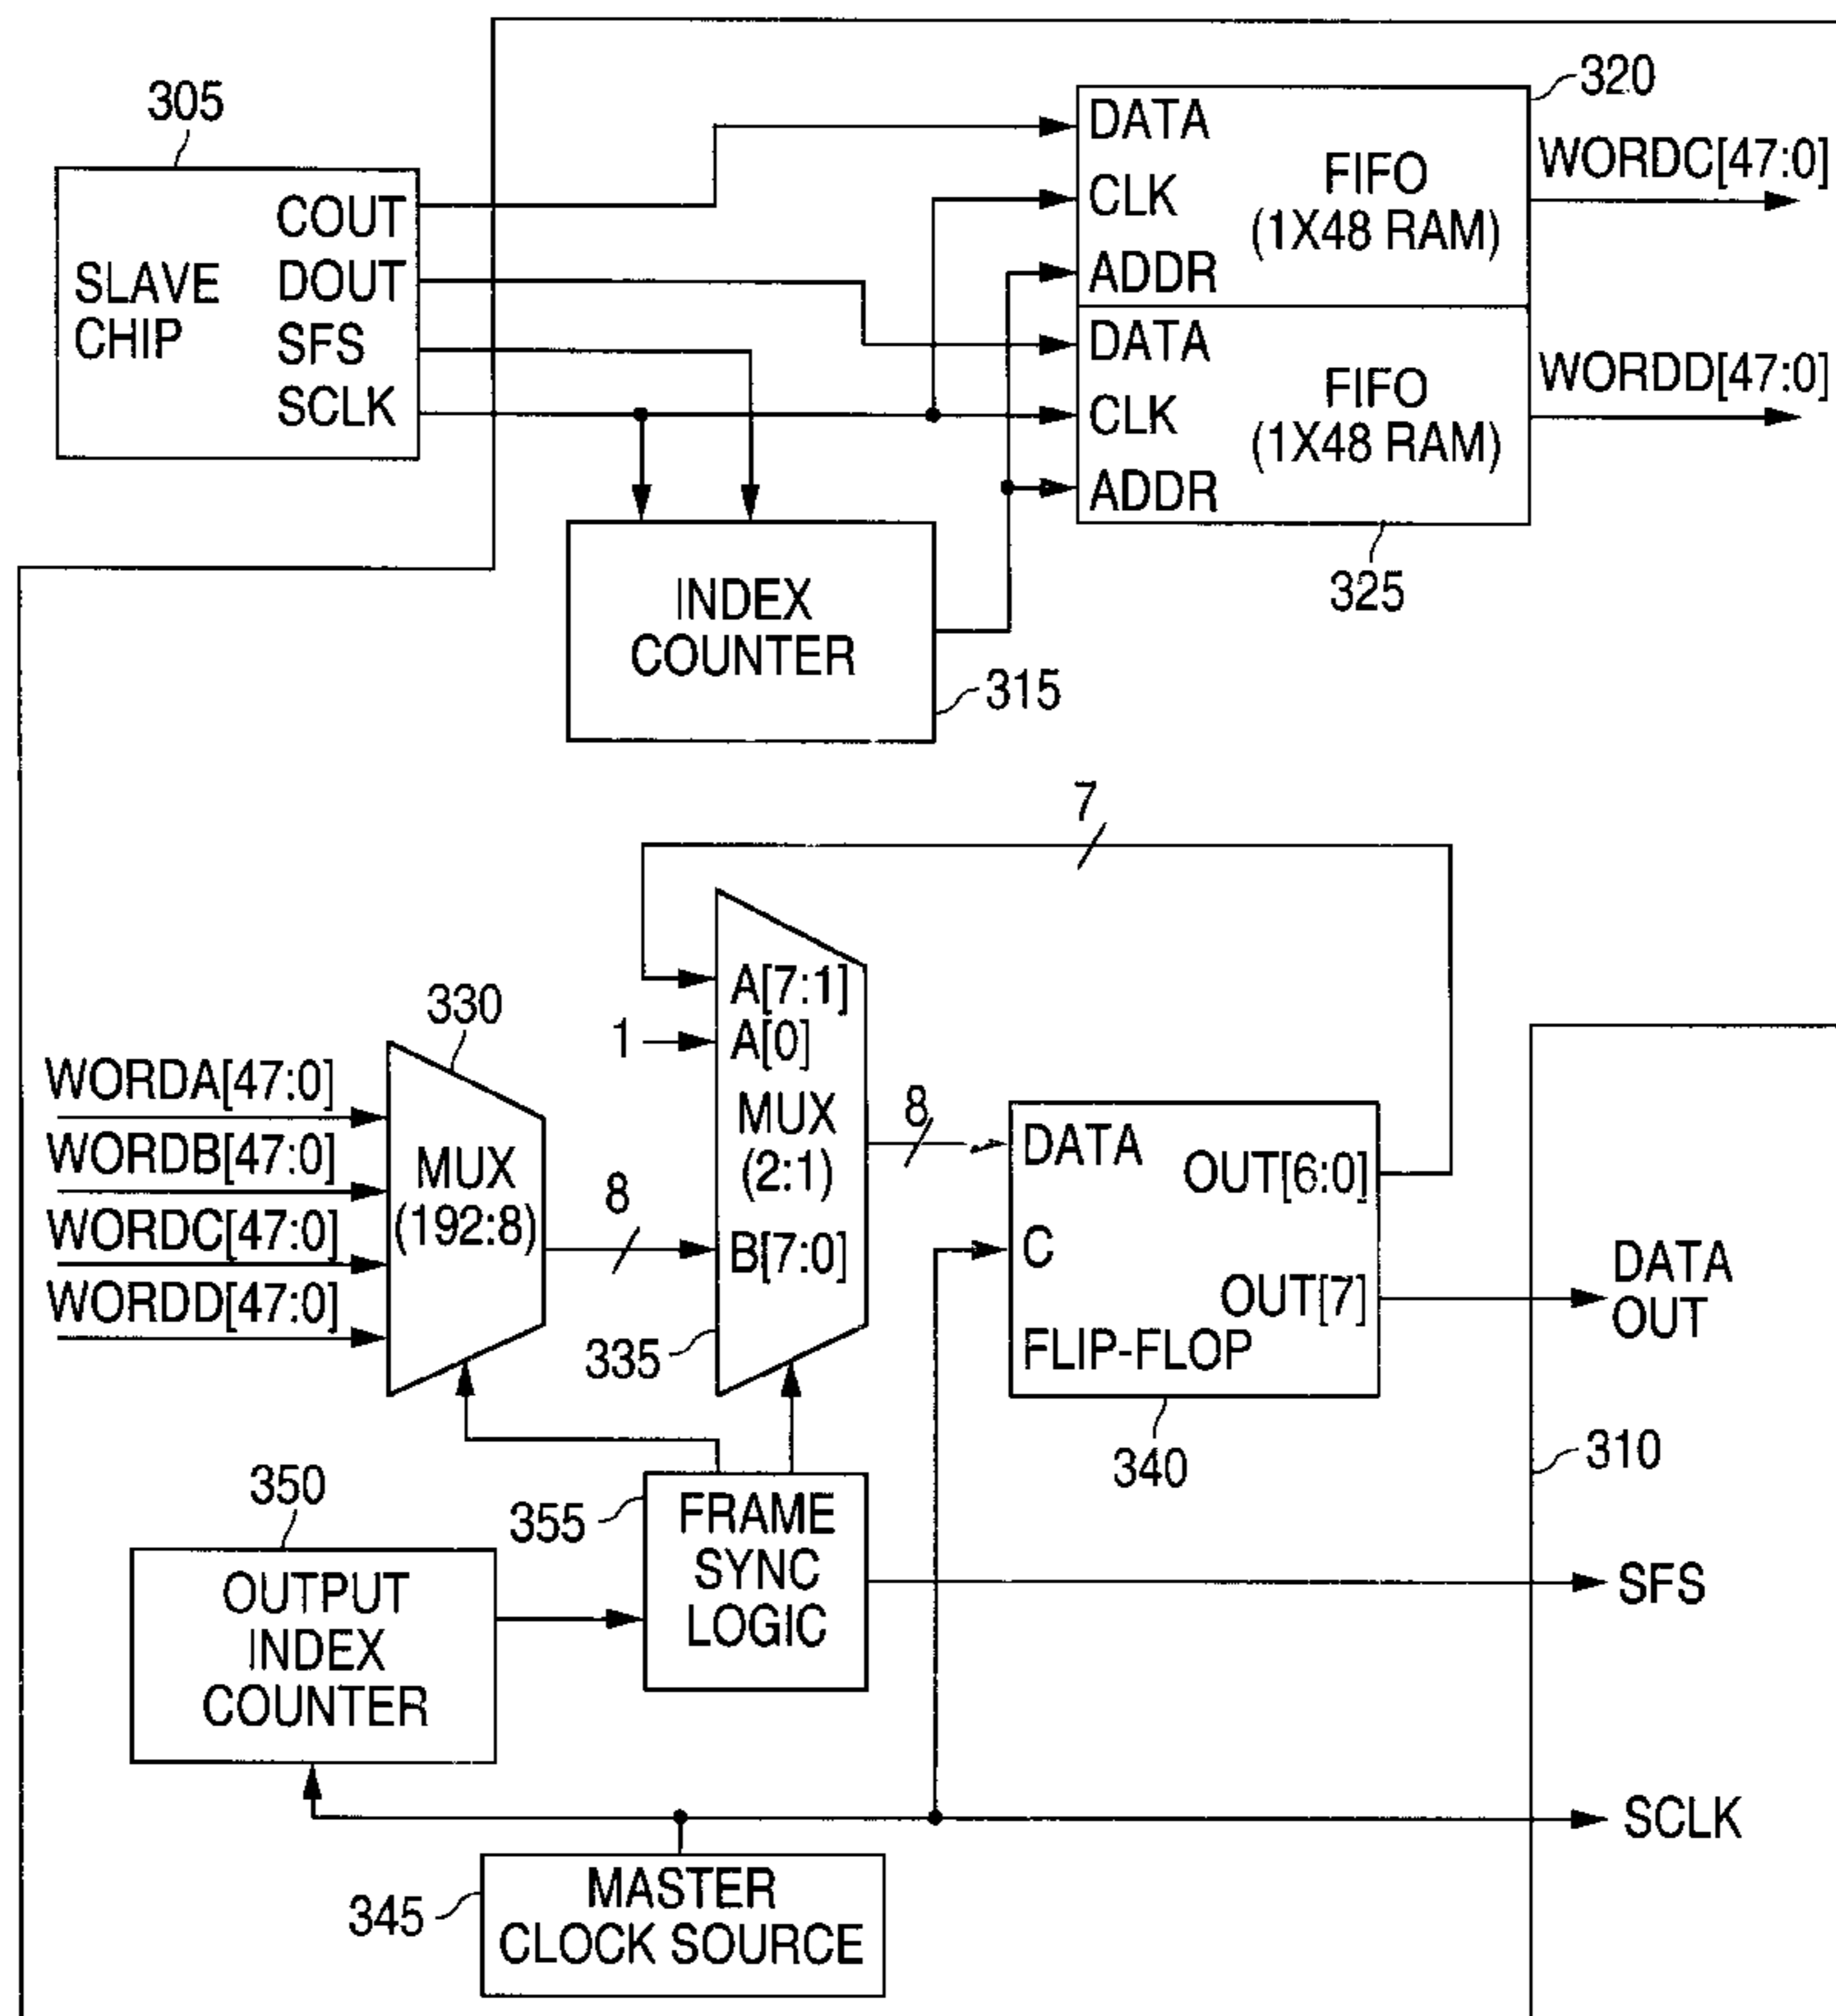 305
SLAVE
CHIP
COUT
DOUT
SFS
SCLK
320
DATA
CLK
ADDR
FIFO
(1X48 RAM)
WORDC[47:0]
DATA
CLK
ADDR
FIFO
(1X48 RAM)
WORDD[47:0]
325
INDEX
COUNTER
315
7
330
WORDA[47:0]
WORDB[47:0]
WORDC[47:0]
WORDD[47:0]
MUX
(192:8)
8
1
A[7:1]
A[0]
MUX
(2:1)
B[7:0]
335
8
DATA
OUT[6:0]
C
OUT[7]
FLIP-FLOP
340
DATA
OUT
310
350
OUTPUT
INDEX
COUNTER
355
FRAME
SYNC
LOGIC
SFS
SCLK
345
MASTER
CLOCK SOURCE